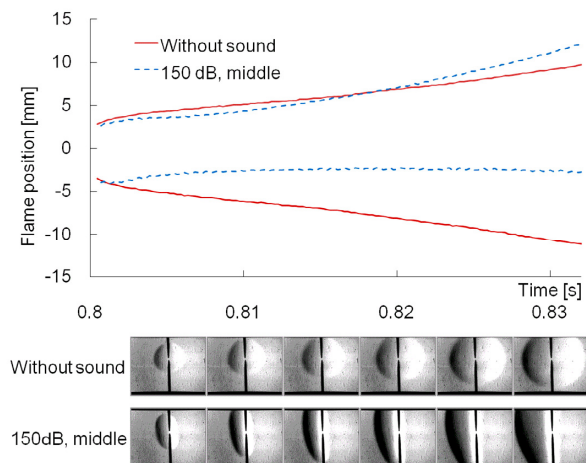 15
10
5
0
-5
-10
-15
Flame position [mm]
Without sound
150 dB, middle
Time [s]
0.8
0.81
0.82
0.83
Without sound
150dB, middle